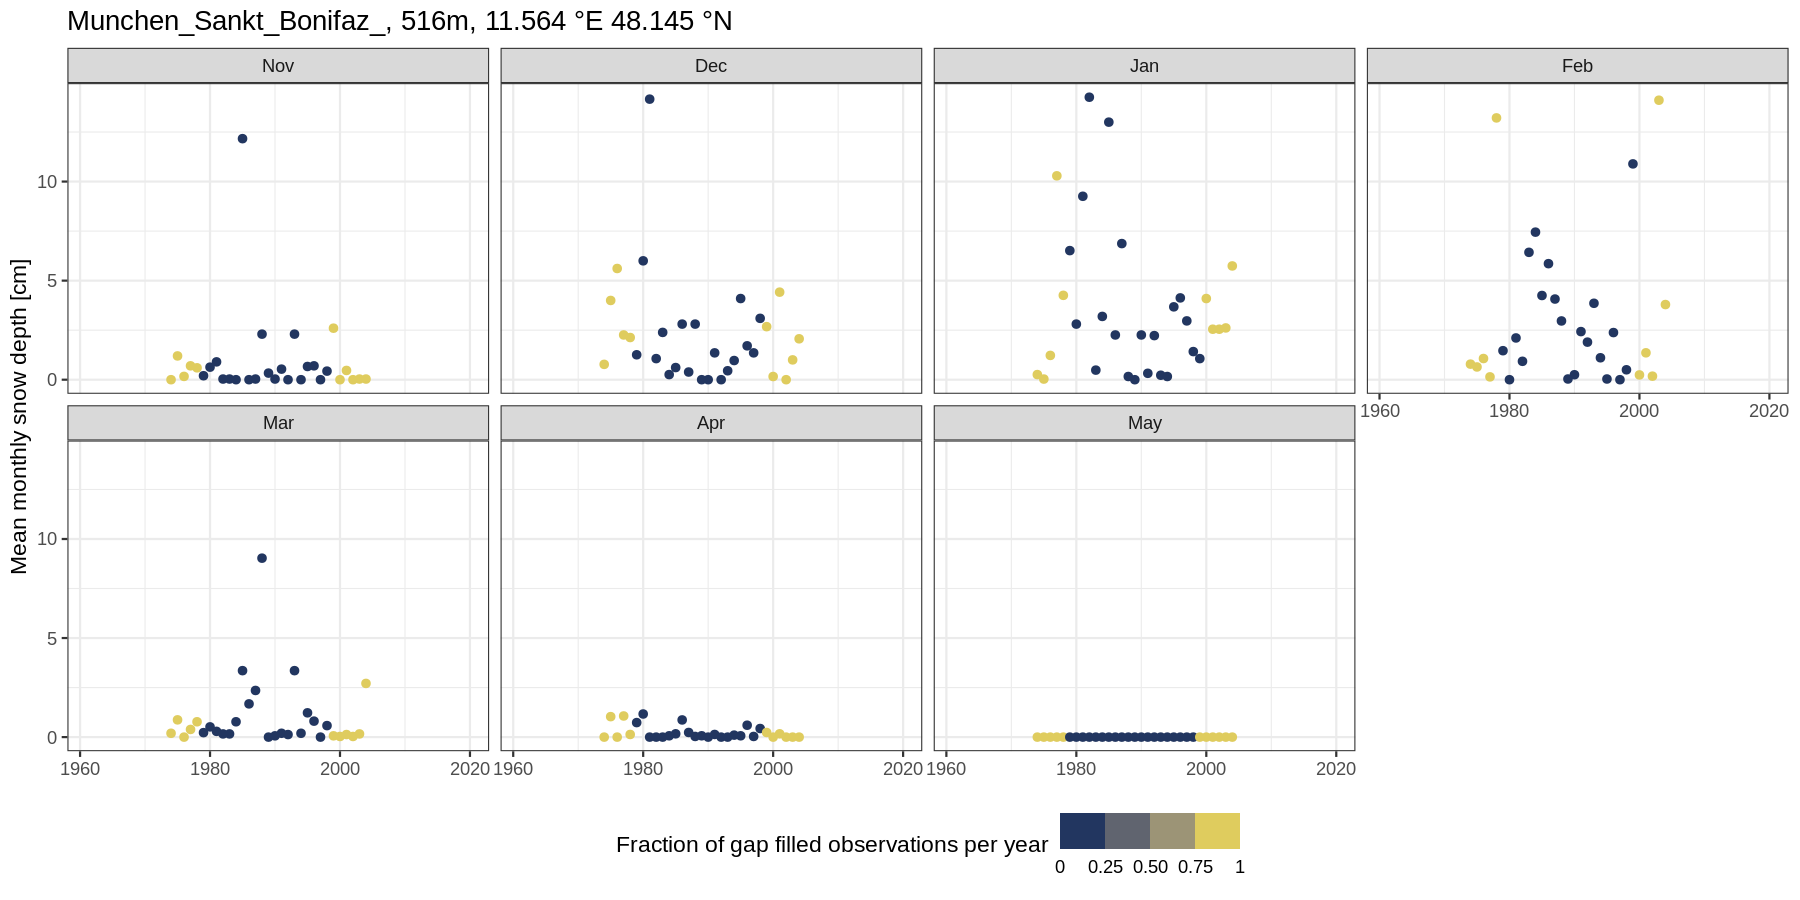 Munchen_Sankt_Bonifaz_, 516m, 11.564 °E 48.145 °N
Nov Dec Jan Feb
10
5
0
1960 1980 2000 2020
Mar Apr May
10
5
0
1960 1980 2000 2020 1960 1980 2000 2020 1960 1980 2000 2020
Mean monthly snow depth [cm]
Fraction of gap filled observations per year
0 0.25 0.50 0.75 1